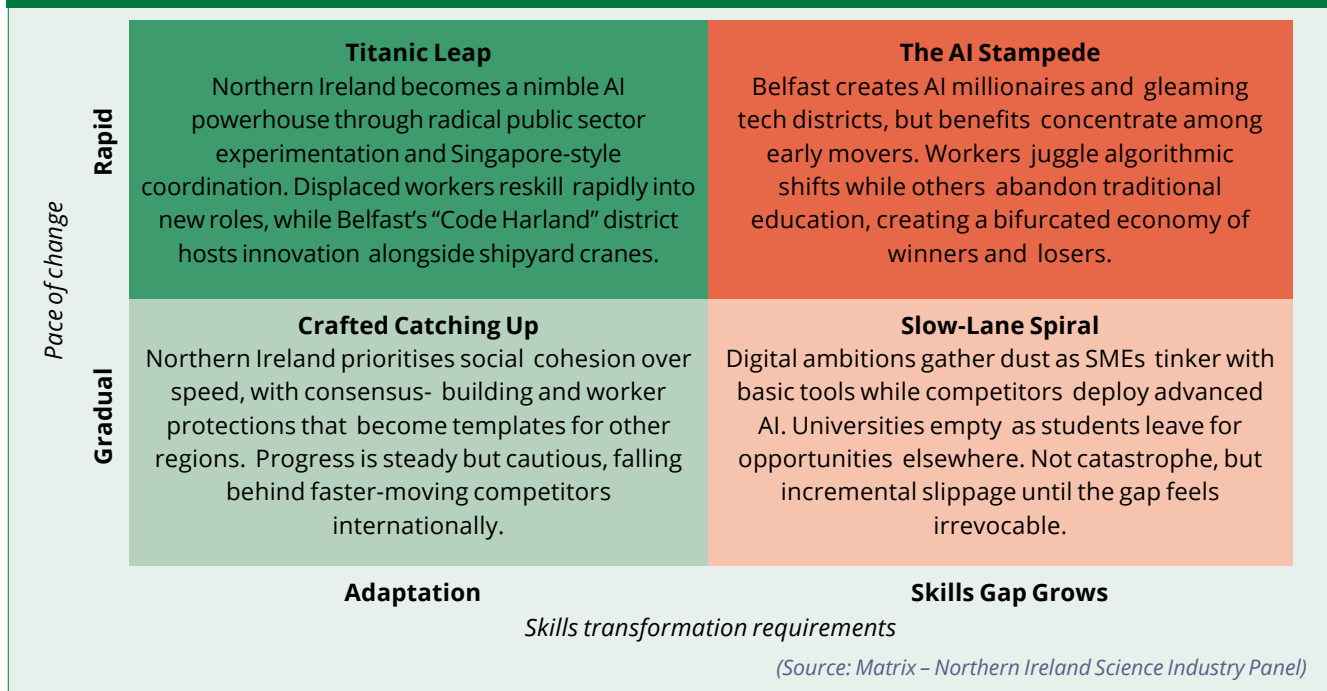 Titanic Leap
Northern Ireland becomes a nimble AI
powerhouse through radical public sector
experimentation and Singapore-style
coordination. Displaced workers reskill rapidly into
new roles, while Belfast's “Code Harland” district
hosts innovation alongside shipyard cranes.
The AI Stampede
Belfast creates AI millionaires and gleaming
tech districts, but benefits concentrate among
early movers. Workers juggle algorithmic
shifts while others abandon traditional
education, creating a bifurcated economy of
winners and losers.
Rapid
Pace of change
Gradual
Crafted Catching Up
Northern Ireland prioritises social cohesion over
speed, with consensus- building and worker
protections that become templates for other
regions. Progress is steady but cautious, falling
behind faster-moving competitors
internationally.
Slow-Lane Spiral
Digital ambitions gather dust as SMEs tinker with
basic tools while competitors deploy advanced
AI. Universities empty as students leave for
opportunities elsewhere. Not catastrophe, but
incremental slippage until the gap feels
irrevocable.
Adaptation
Skills Gap Grows
Skills transformation requirements
(Source: Matrix – Northern Ireland Science Industry Panel)